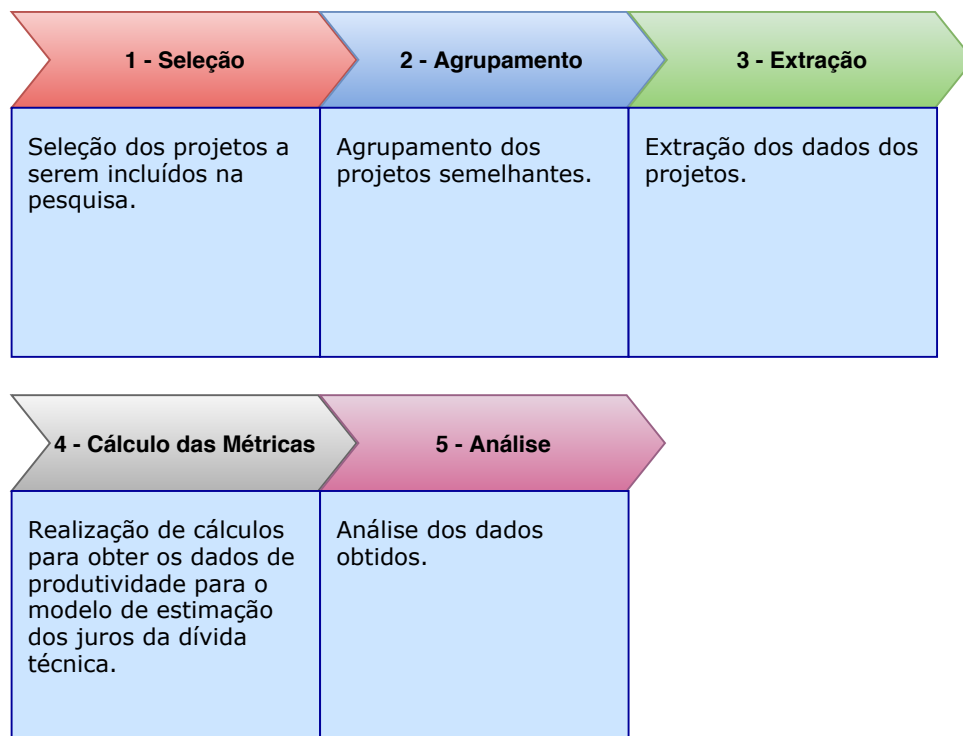 1 - Seleção
2 - Agrupamento
3 - Extração
Seleção dos projetos a
serem incluídos na
pesquisa.
Agrupamento dos
projetos semelhantes.
Extração dos dados dos
projetos.
4 - Cálculo das Métricas
5 - Análise
Realização de cálculos
para obter os dados de
produtividade para o
modelo de estimação
dos juros da dívida
técnica.
Análise dos dados
obtidos.